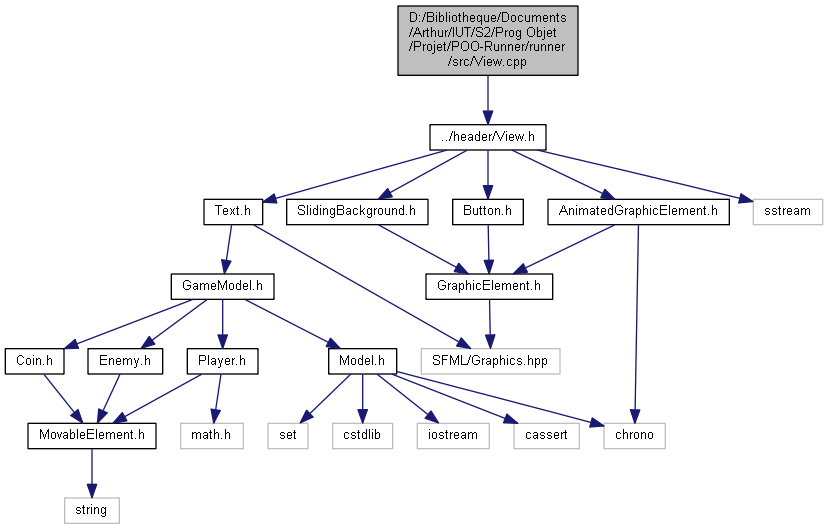 D:/Bibliotheque/Documents
/Arthur/IUT/S2/Prog Objet
/Projet/POO-Runner/runner
/src/View.cpp
../header/View.h
Text.h
SlidingBackground.h
Button.h
AnimatedGraphicElement.h
sstream
GameModel.h
GraphicElement.h
Coin.h
Enemy.h
Player.h
Model.h
SFML/Graphics.hpp
MovableElement.h
math.h
set
cstdlib
iostream
cassert
chrono
string